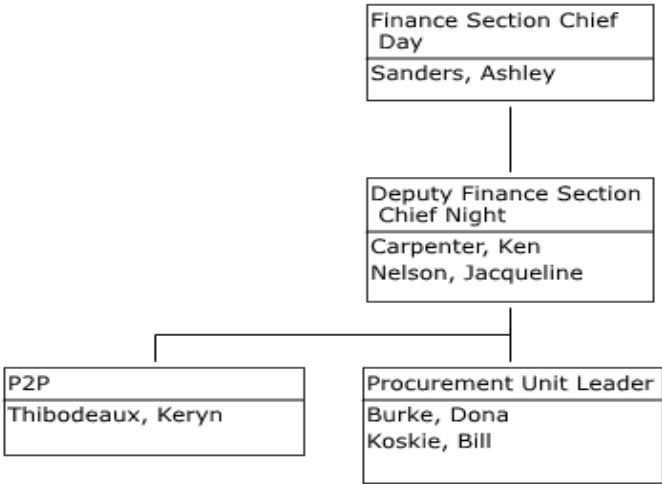 Finance Section Chief
Day
Sanders, Ashley
Deputy Finance Section
Chief Night
Carpenter, Ken
Nelson, Jacqueline
P2P
Thibodeaux, Keryn
Procurement Unit Leader
Burke, Dona
Koskie, Bill